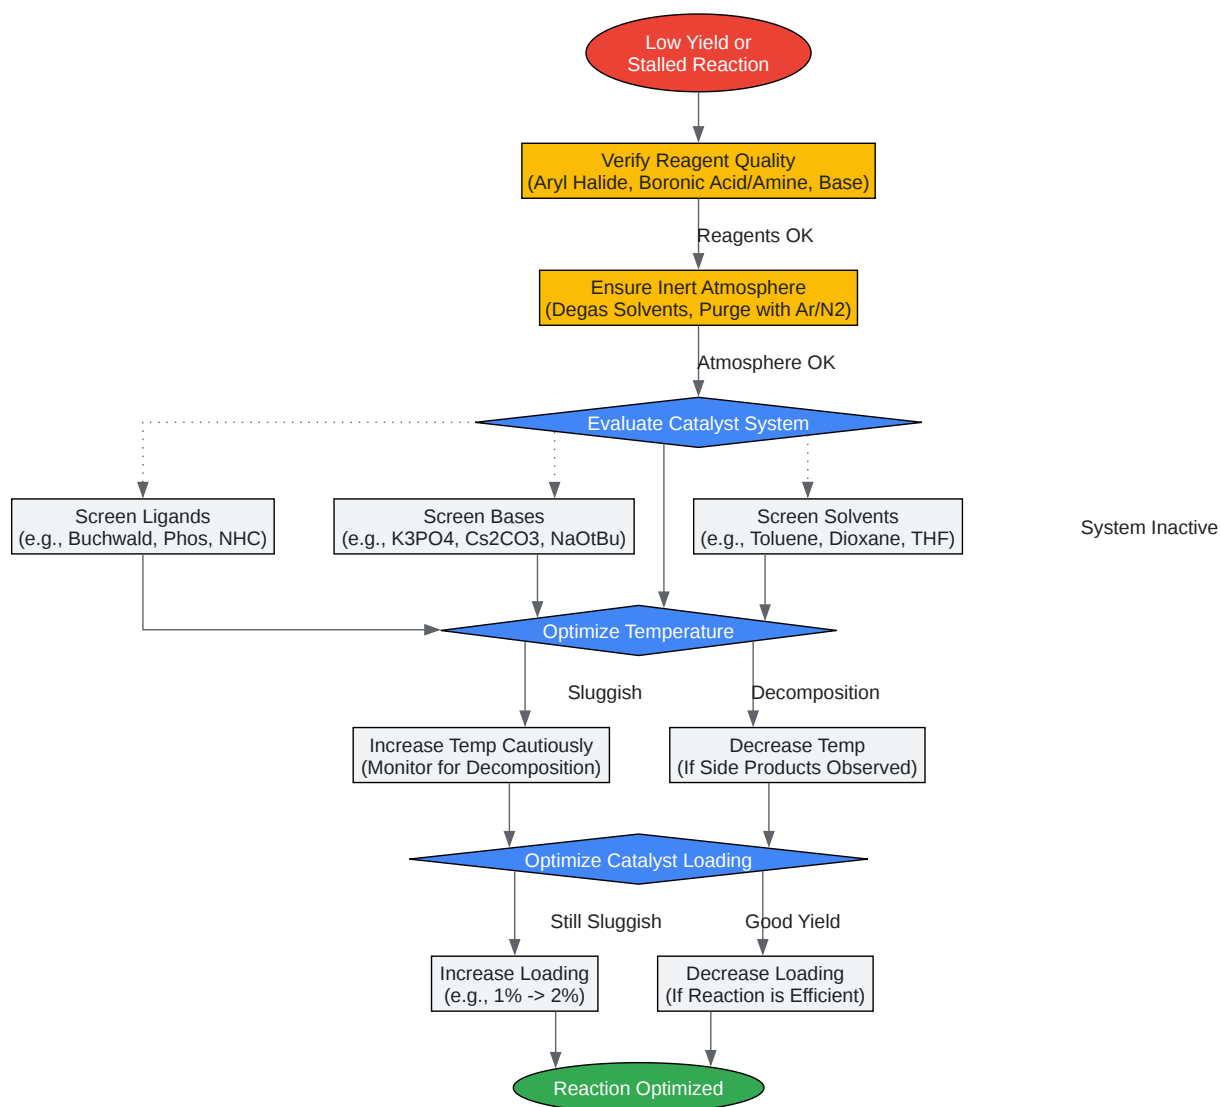 Low Yield or
Stalled Reaction
Verify Reagent Quality
(Aryl Halide, Boronic Acid/Amine, Base)
Reagents OK
Ensure Inert Atmosphere
(Degas Solvents, Purge with Ar/N2)
Atmosphere OK
Evaluate Catalyst System
Screen Ligands
(e.g., Buchwald, Phos, NHC)
Screen Bases
(e.g., K3PO4, Cs2CO3, NaOtBu)
Screen Solvents
(e.g., Toluene, Dioxane, THF)
System Inactive
Optimize Temperature
Sluggish
Decomposition
Increase Temp Cautiously
(Monitor for Decomposition)
Decrease Temp
(If Side Products Observed)
Optimize Catalyst Loading
Still Sluggish
Good Yield
Increase Loading
(e.g., 1% -> 2%)
Decrease Loading
(If Reaction is Efficient)
Reaction Optimized